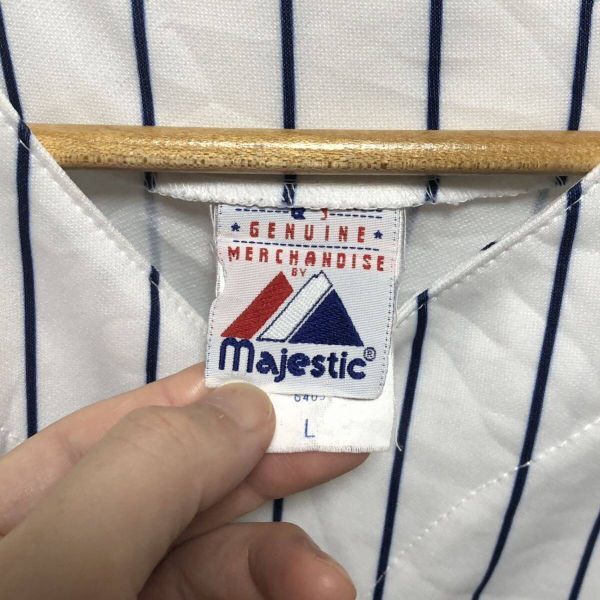 GENUINE
MERCHANDISE
BY
Majestic®
L